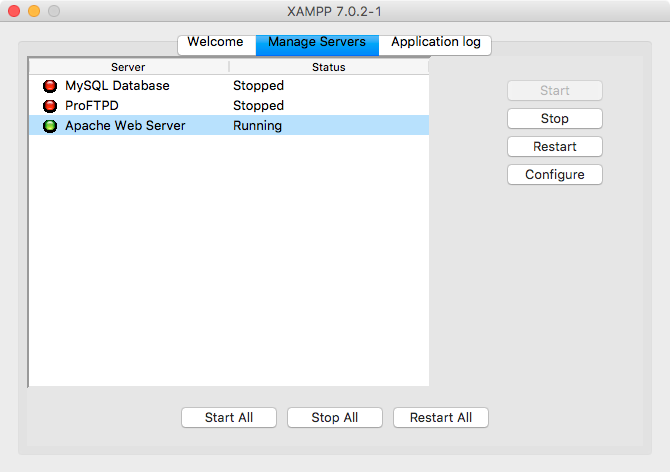 XAMPP 7.0.2-1
Welcome Manage Servers Application log
Server Status
MySQL Database Stopped
ProFTPD Stopped
Apache Web Server Running
Start
Stop
Restart
Configure
Start All Stop All Restart All